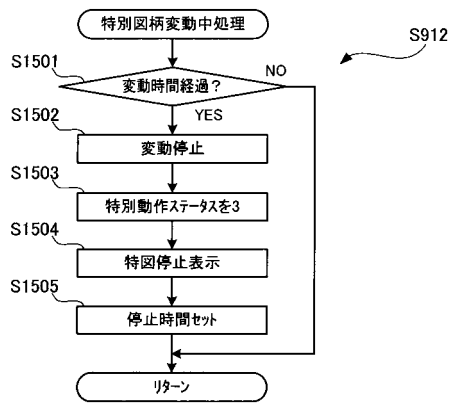 特別図柄変動中処理
S912
S1501
変動時間経過？
NO
YES
S1502
変動停止
S1503
特別動作ステータスを3
S1504
特図停止表示
S1505
停止時間セット
リターン